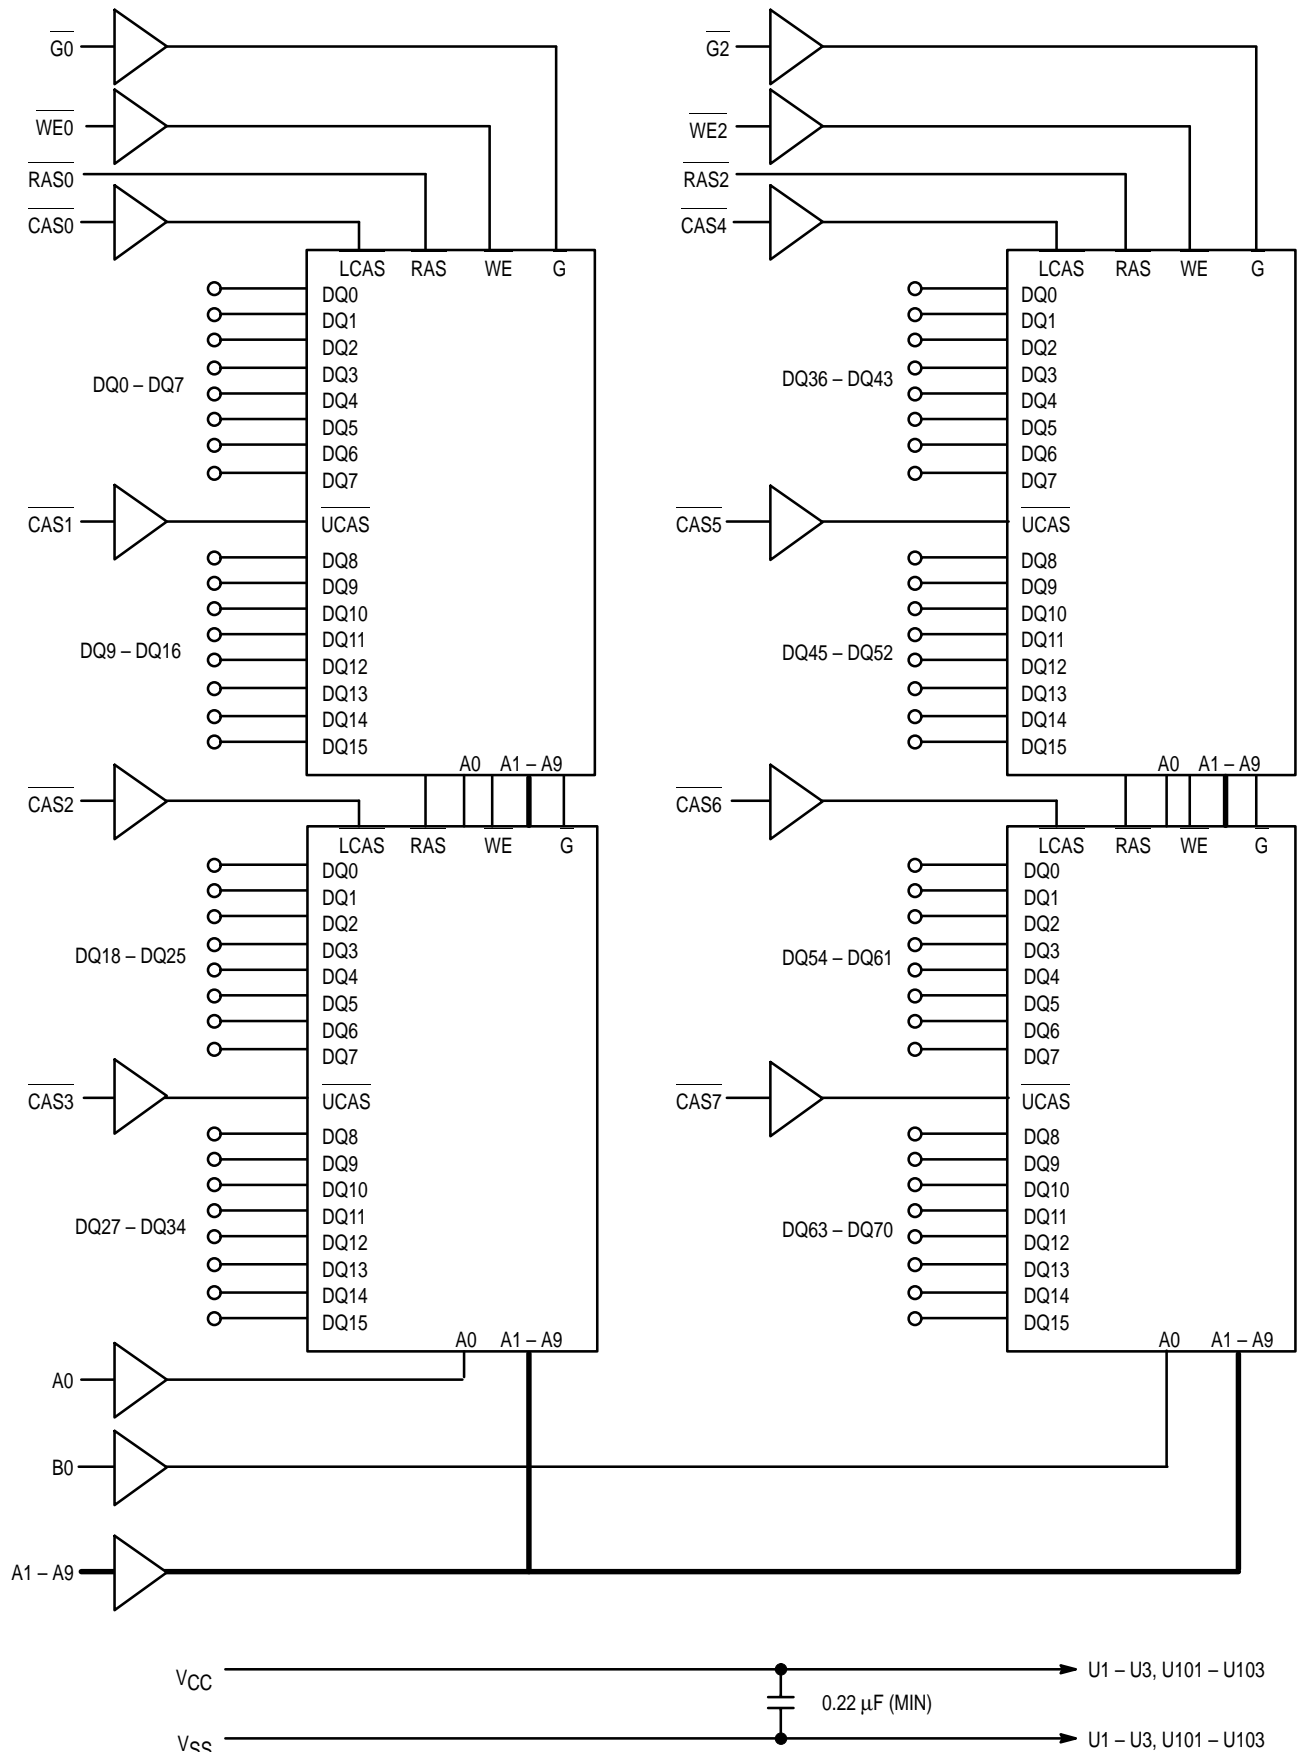 G0
WE0
RAS0
CAS0
LCAS RAS WE G
DQ0
DQ1
DQ2
DQ3
DQ4
DQ5
DQ6
DQ7
DQ0 – DQ7
CAS1
UCAS
DQ8
DQ9
DQ10
DQ11
DQ12
DQ13
DQ14
DQ15
DQ9 – DQ16
A0 A1 – A9
CAS2
LCAS RAS WE G
DQ0
DQ1
DQ2
DQ3
DQ4
DQ5
DQ6
DQ7
DQ18 – DQ25
CAS3
UCAS
DQ8
DQ9
DQ10
DQ11
DQ12
DQ13
DQ14
DQ15
DQ27 – DQ34
A0 A1 – A9
A0
B0
A1 – A9
G2
WE2
RAS2
CAS4
LCAS RAS WE G
DQ0
DQ1
DQ2
DQ3
DQ4
DQ5
DQ6
DQ7
DQ36 – DQ43
CAS5
UCAS
DQ8
DQ9
DQ10
DQ11
DQ12
DQ13
DQ14
DQ15
DQ45 – DQ52
A0 A1 – A9
CAS6
LCAS RAS WE G
DQ0
DQ1
DQ2
DQ3
DQ4
DQ5
DQ6
DQ7
DQ54 – DQ61
CAS7
UCAS
DQ8
DQ9
DQ10
DQ11
DQ12
DQ13
DQ14
DQ15
DQ63 – DQ70
A0 A1 – A9
VCC
U1 – U3, U101 – U103
0.22 µF (MIN)
VSS
U1 – U3, U101 – U103